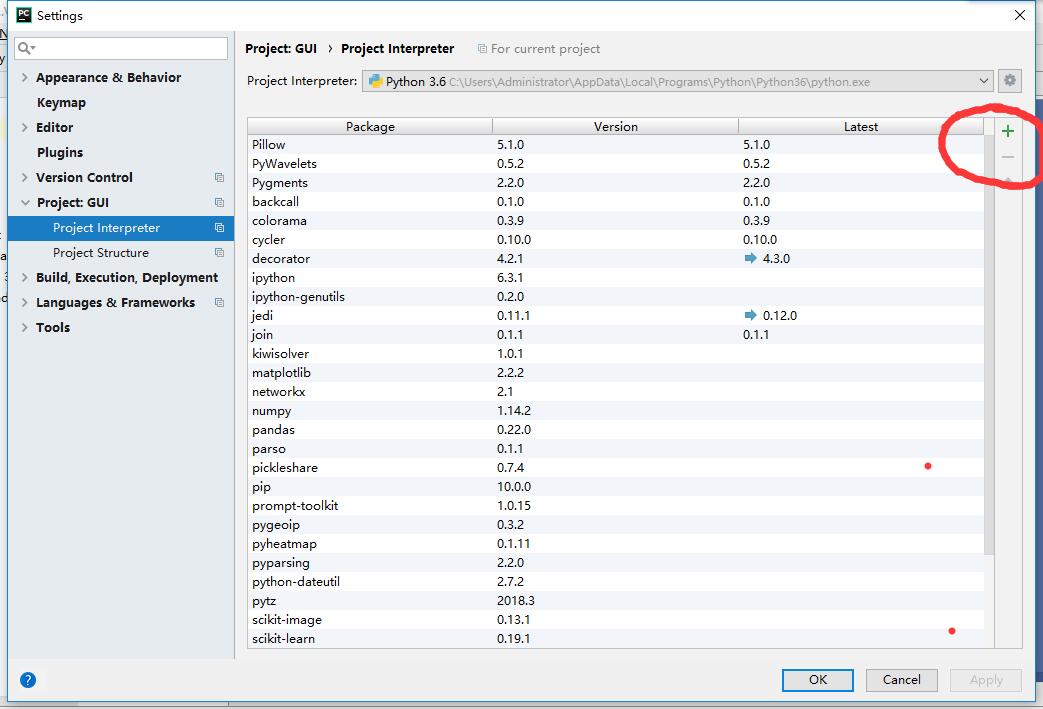 PC Settings
Project: GUI › Project Interpreter For current project
Project Interpreter: Python 3.6 C:\Users\Administrator\AppData\Local\Programs\Python\Python36\python.exe
Appearance & Behavior
Keymap
Editor
Plugins
Version Control
Project: GUI
Project Interpreter
Project Structure
Build, Execution, Deployment
Languages & Frameworks
Tools
Package Version Latest
Pillow 5.1.0 5.1.0
PyWavelets 0.5.2 0.5.2
Pygments 2.2.0 2.2.0
backcall 0.1.0 0.1.0
colorama 0.3.9 0.3.9
cycler 0.10.0 0.10.0
decorator 4.2.1 4.3.0
ipython 6.3.1
ipython-genutils 0.2.0
jedi 0.11.1 0.12.0
join 0.1.1 0.1.1
kiwisolver 1.0.1
matplotlib 2.2.2
networkx 2.1
numpy 1.14.2
pandas 0.22.0
parso 0.1.1
pickleshare 0.7.4
pip 10.0.0
prompt-toolkit 1.0.15
pygeoip 0.3.2
pyheatmap 0.1.11
pyparsing 2.2.0
python-dateutil 2.7.2
pytz 2018.3
scikit-image 0.13.1
scikit-learn 0.19.1
? OK Cancel Apply